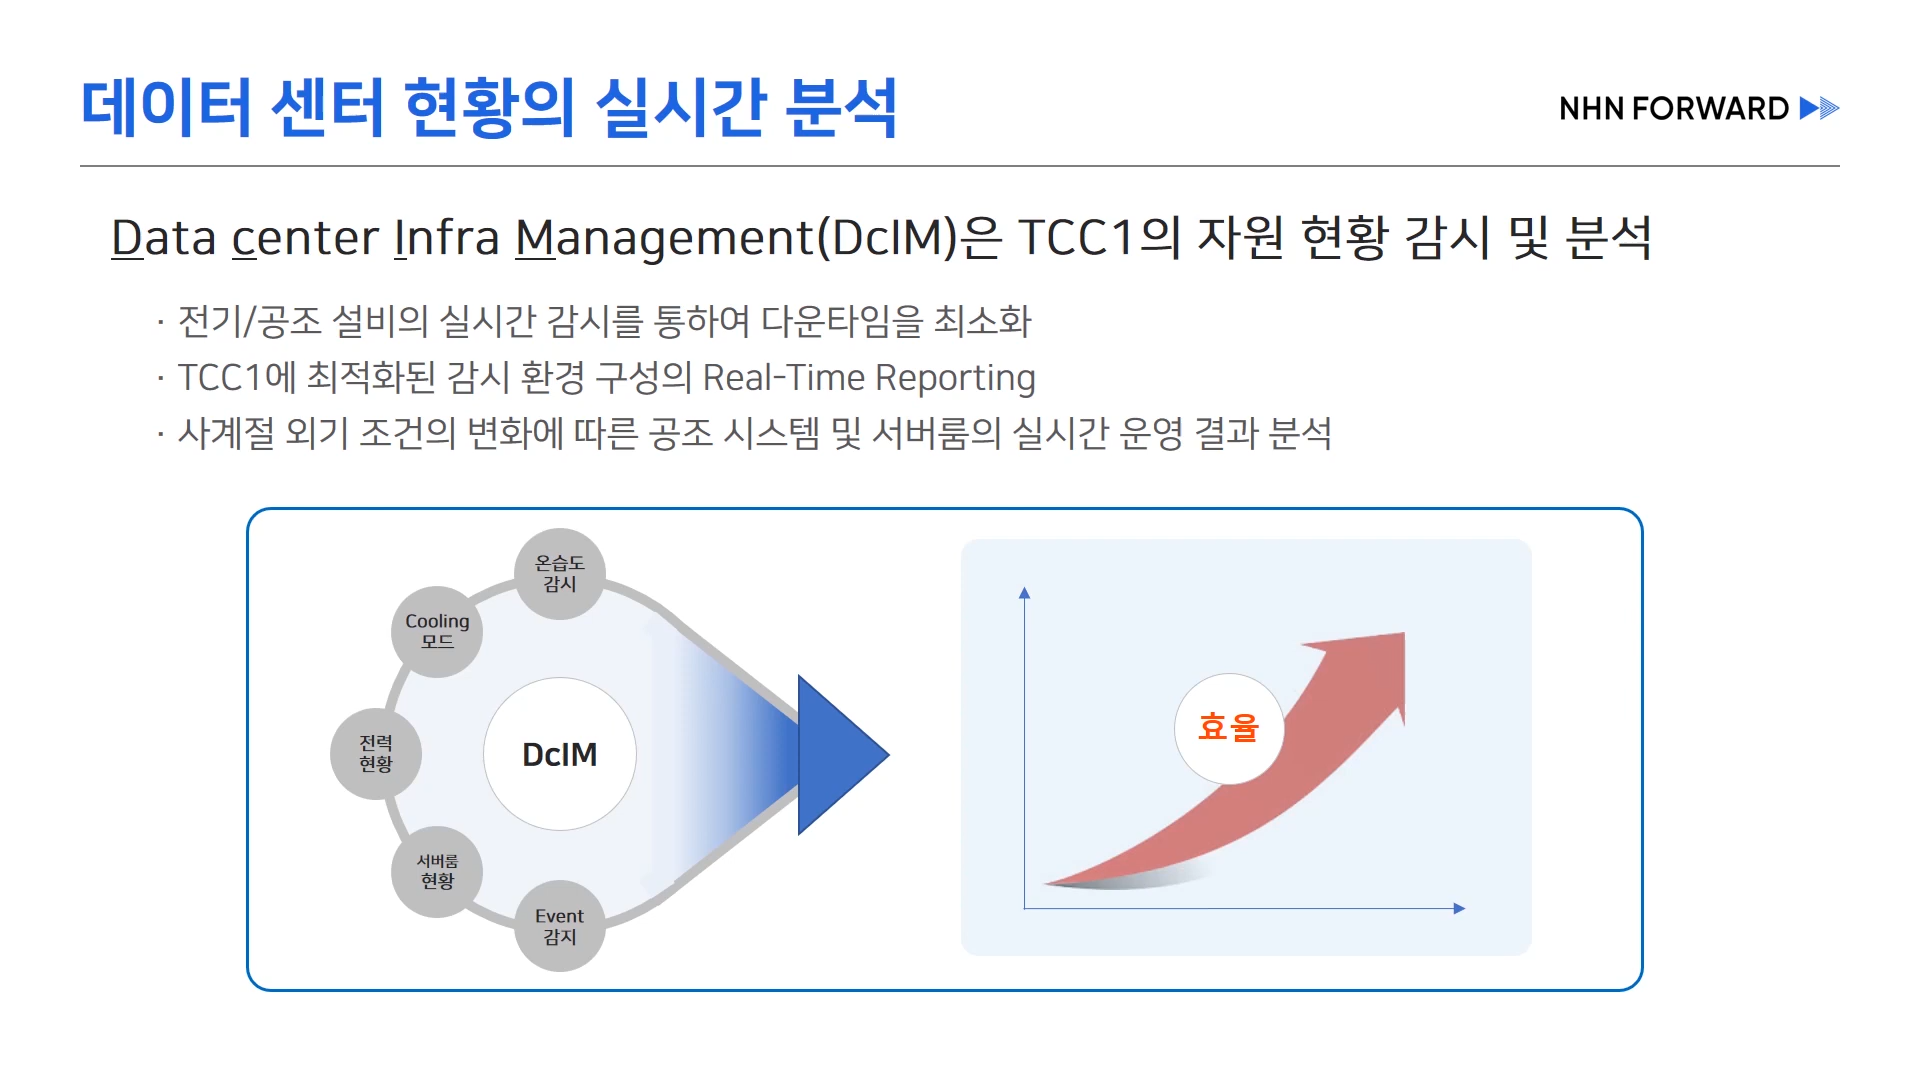 데이터 센터 현황의 실시간 분석
NHN FORWARD
Data center Infra Management(DcIM)은 TCC1의 자원 현황 감시 및 분석
· 전기/공조 설비의 실시간 감시를 통하여 다운타임을 최소화
· TCC1에 최적화된 감시 환경 구성의 Real-Time Reporting
· 사계절 외기 조건의 변화에 따른 공조 시스템 및 서버룸의 실시간 운영 결과 분석
온습도
감시
Cooling
모드
전력
현황
서버룸
현황
Event
감지
DcIM
효율